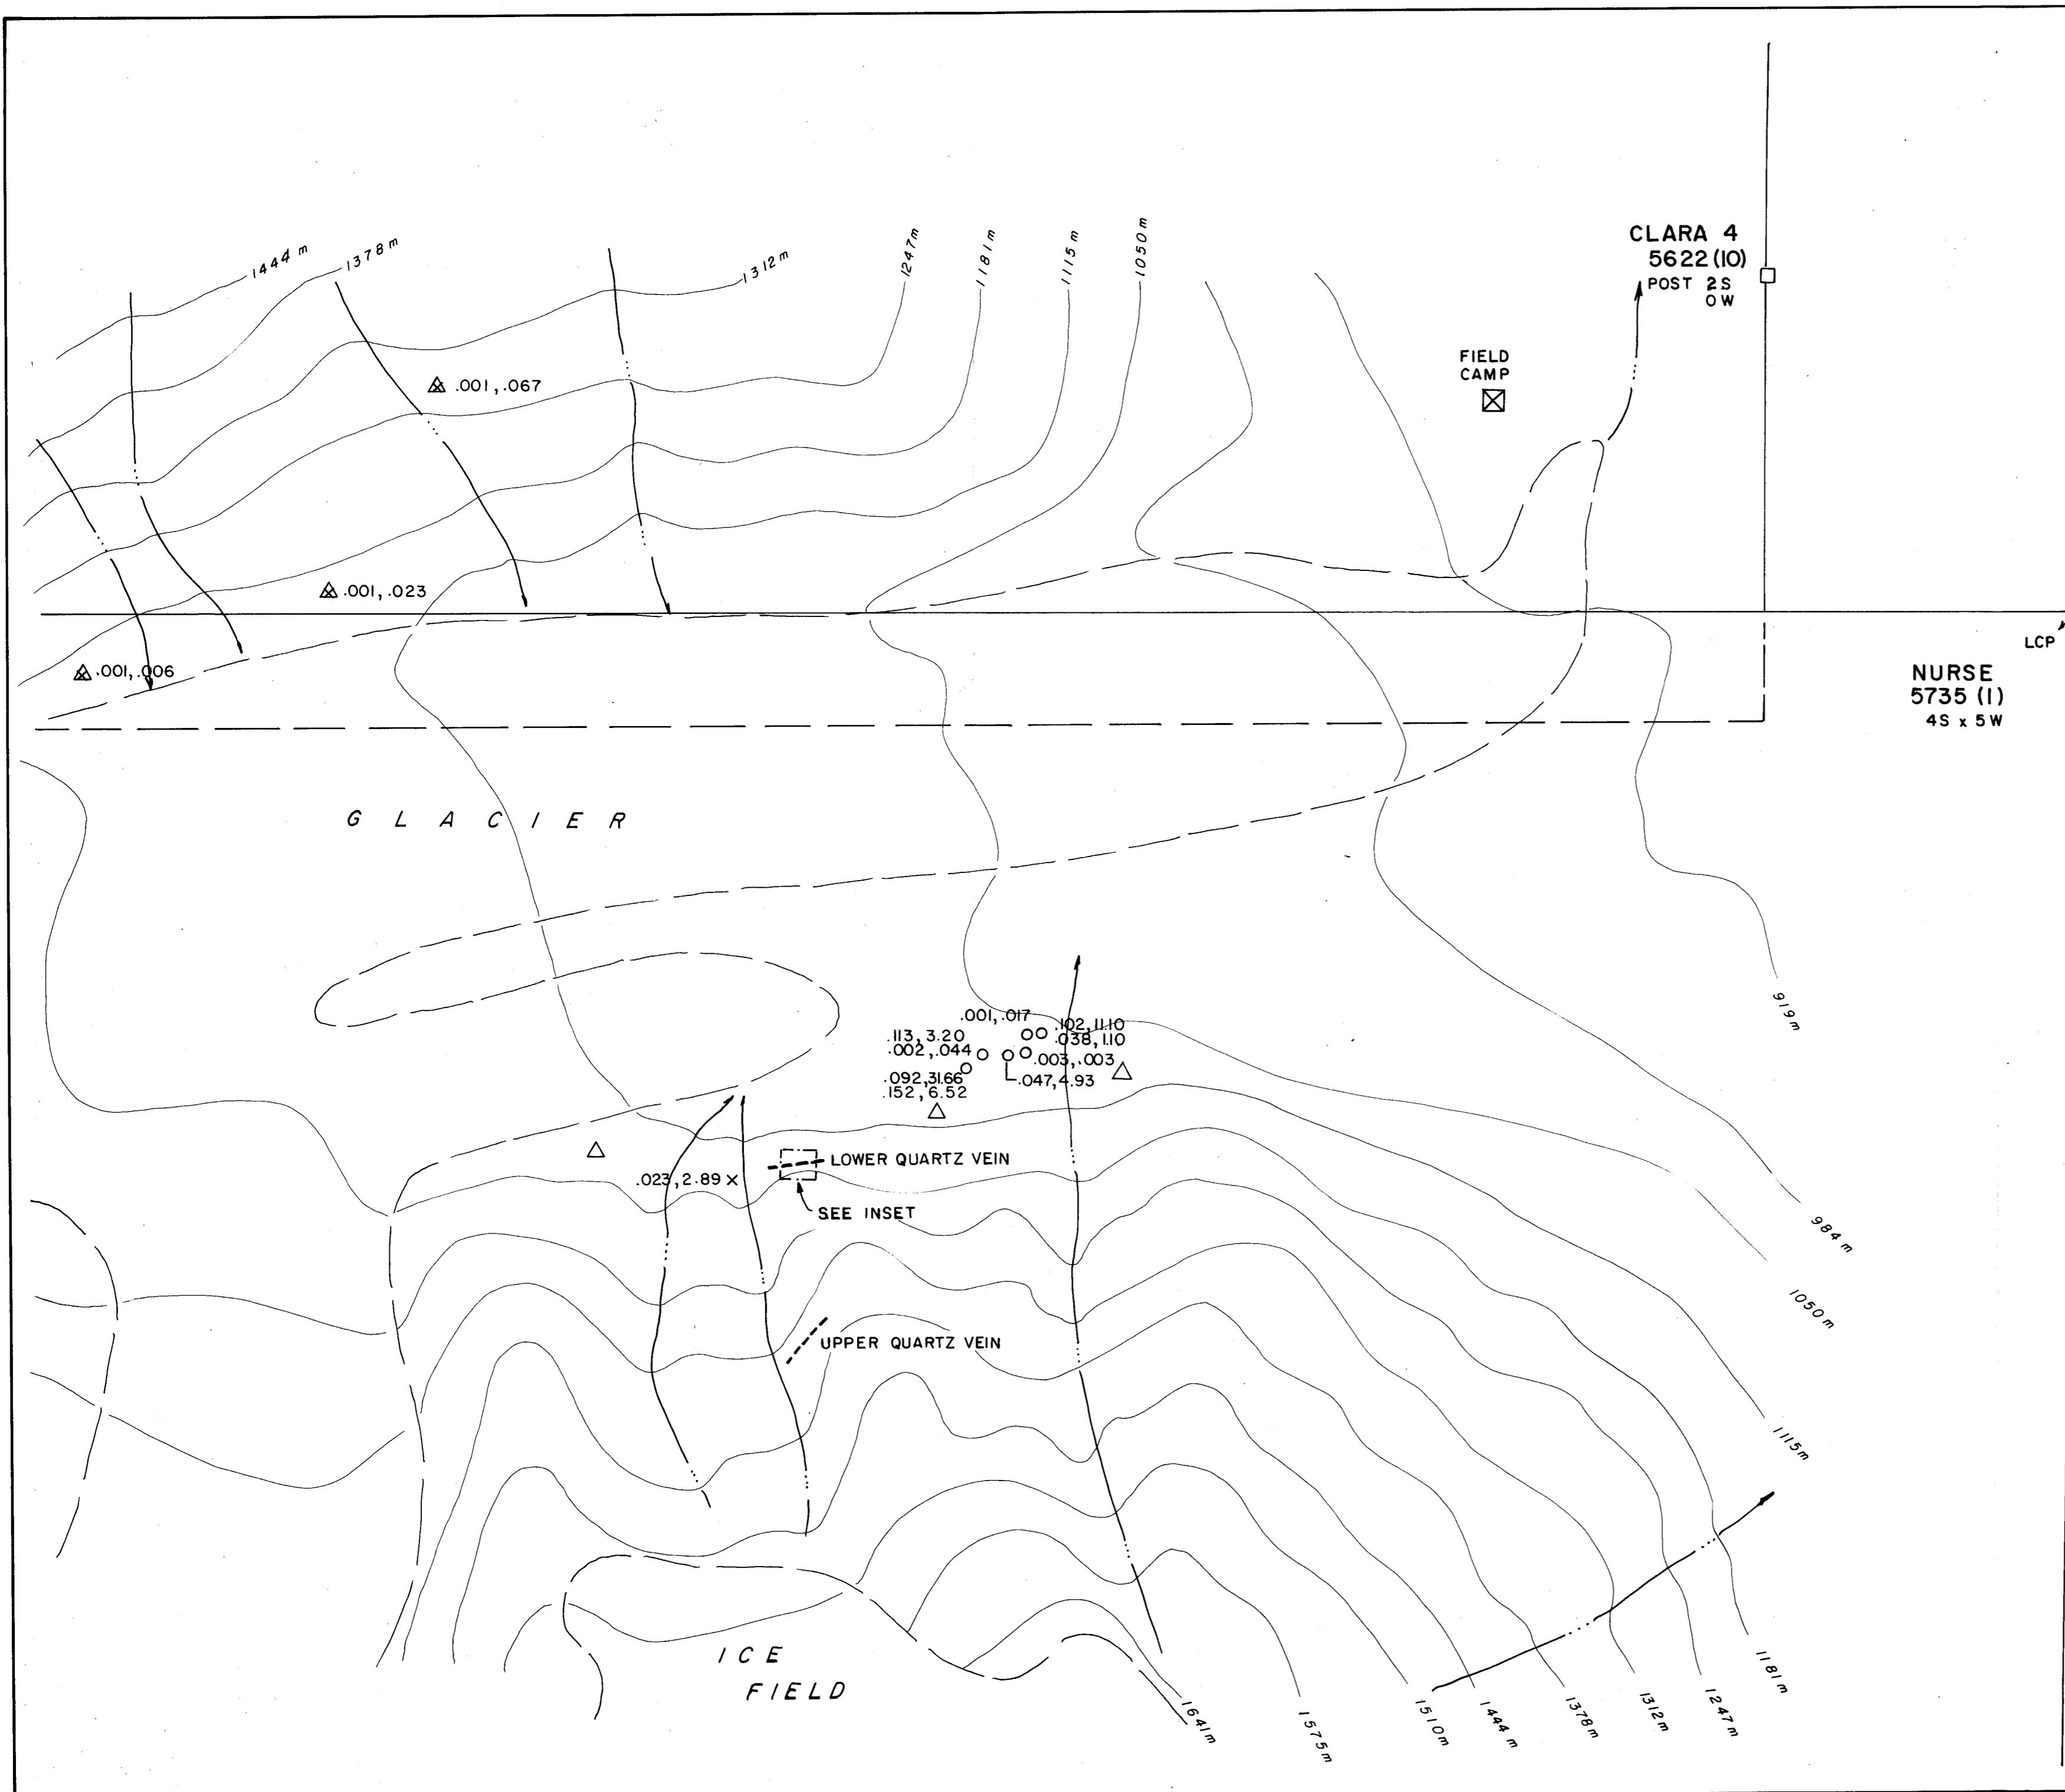 1444 m
1378 m
1312 m
1247 m
1181 m
1115 m
1050 m
CLARA 4
5622 (10)
POST 2S
0W
FIELD
CAMP
.001, .067
.001, .023
.001, .006
LCP
NURSE
5735 (1)
4S x 5W
GLACIER
919 m
.001, .017
.102, 11.10
.113, 3.20
.038, 1.10
.002, .044
.003, .003
.092, 31.66
.047, 4.93
.152, 6.52
LOWER QUARTZ VEIN
.023, 2.89 X
SEE INSET
984 m
1050 m
UPPER QUARTZ VEIN
1115 m
ICE
FIELD
1641 m
1575 m
1510 m
1444 m
1378 m
1312 m
1247 m
1181 m